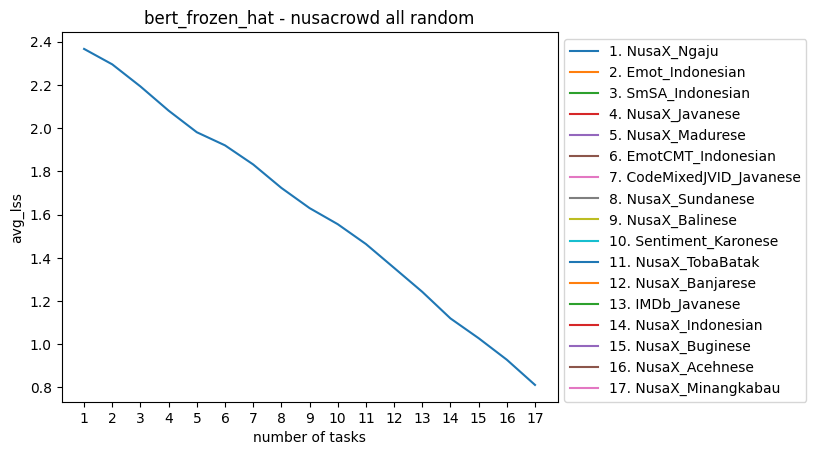 bert_frozen_hat - nusacrowd all random
avg_lss
2.4
2.2
2.0
1.8
1.6
1.4
1.2
1.0
0.8
1 2 3 4 5 6 7 8 9 10 11 12 13 14 15 16 17
number of tasks
1. NusaX_Ngaju
2. Emot_Indonesian
3. SmSA_Indonesian
4. NusaX_Javanese
5. NusaX_Madurese
6. EmotCMT_Indonesian
7. CodeMixedJVID_Javanese
8. NusaX_Sundanese
9. NusaX_Balinese
10. Sentiment_Karonese
11. NusaX_TobaBatak
12. NusaX_Banjarese
13. IMDb_Javanese
14. NusaX_Indonesian
15. NusaX_Buginese
16. NusaX_Acehnese
17. NusaX_Minangkabau